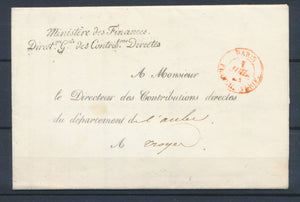 Ministère des Finances.
Direct.on G.ale des Contrib.ons Directes
PARIS
A Monsieur
le Directeur des Contributions directes
du département de l'aube
A troyes